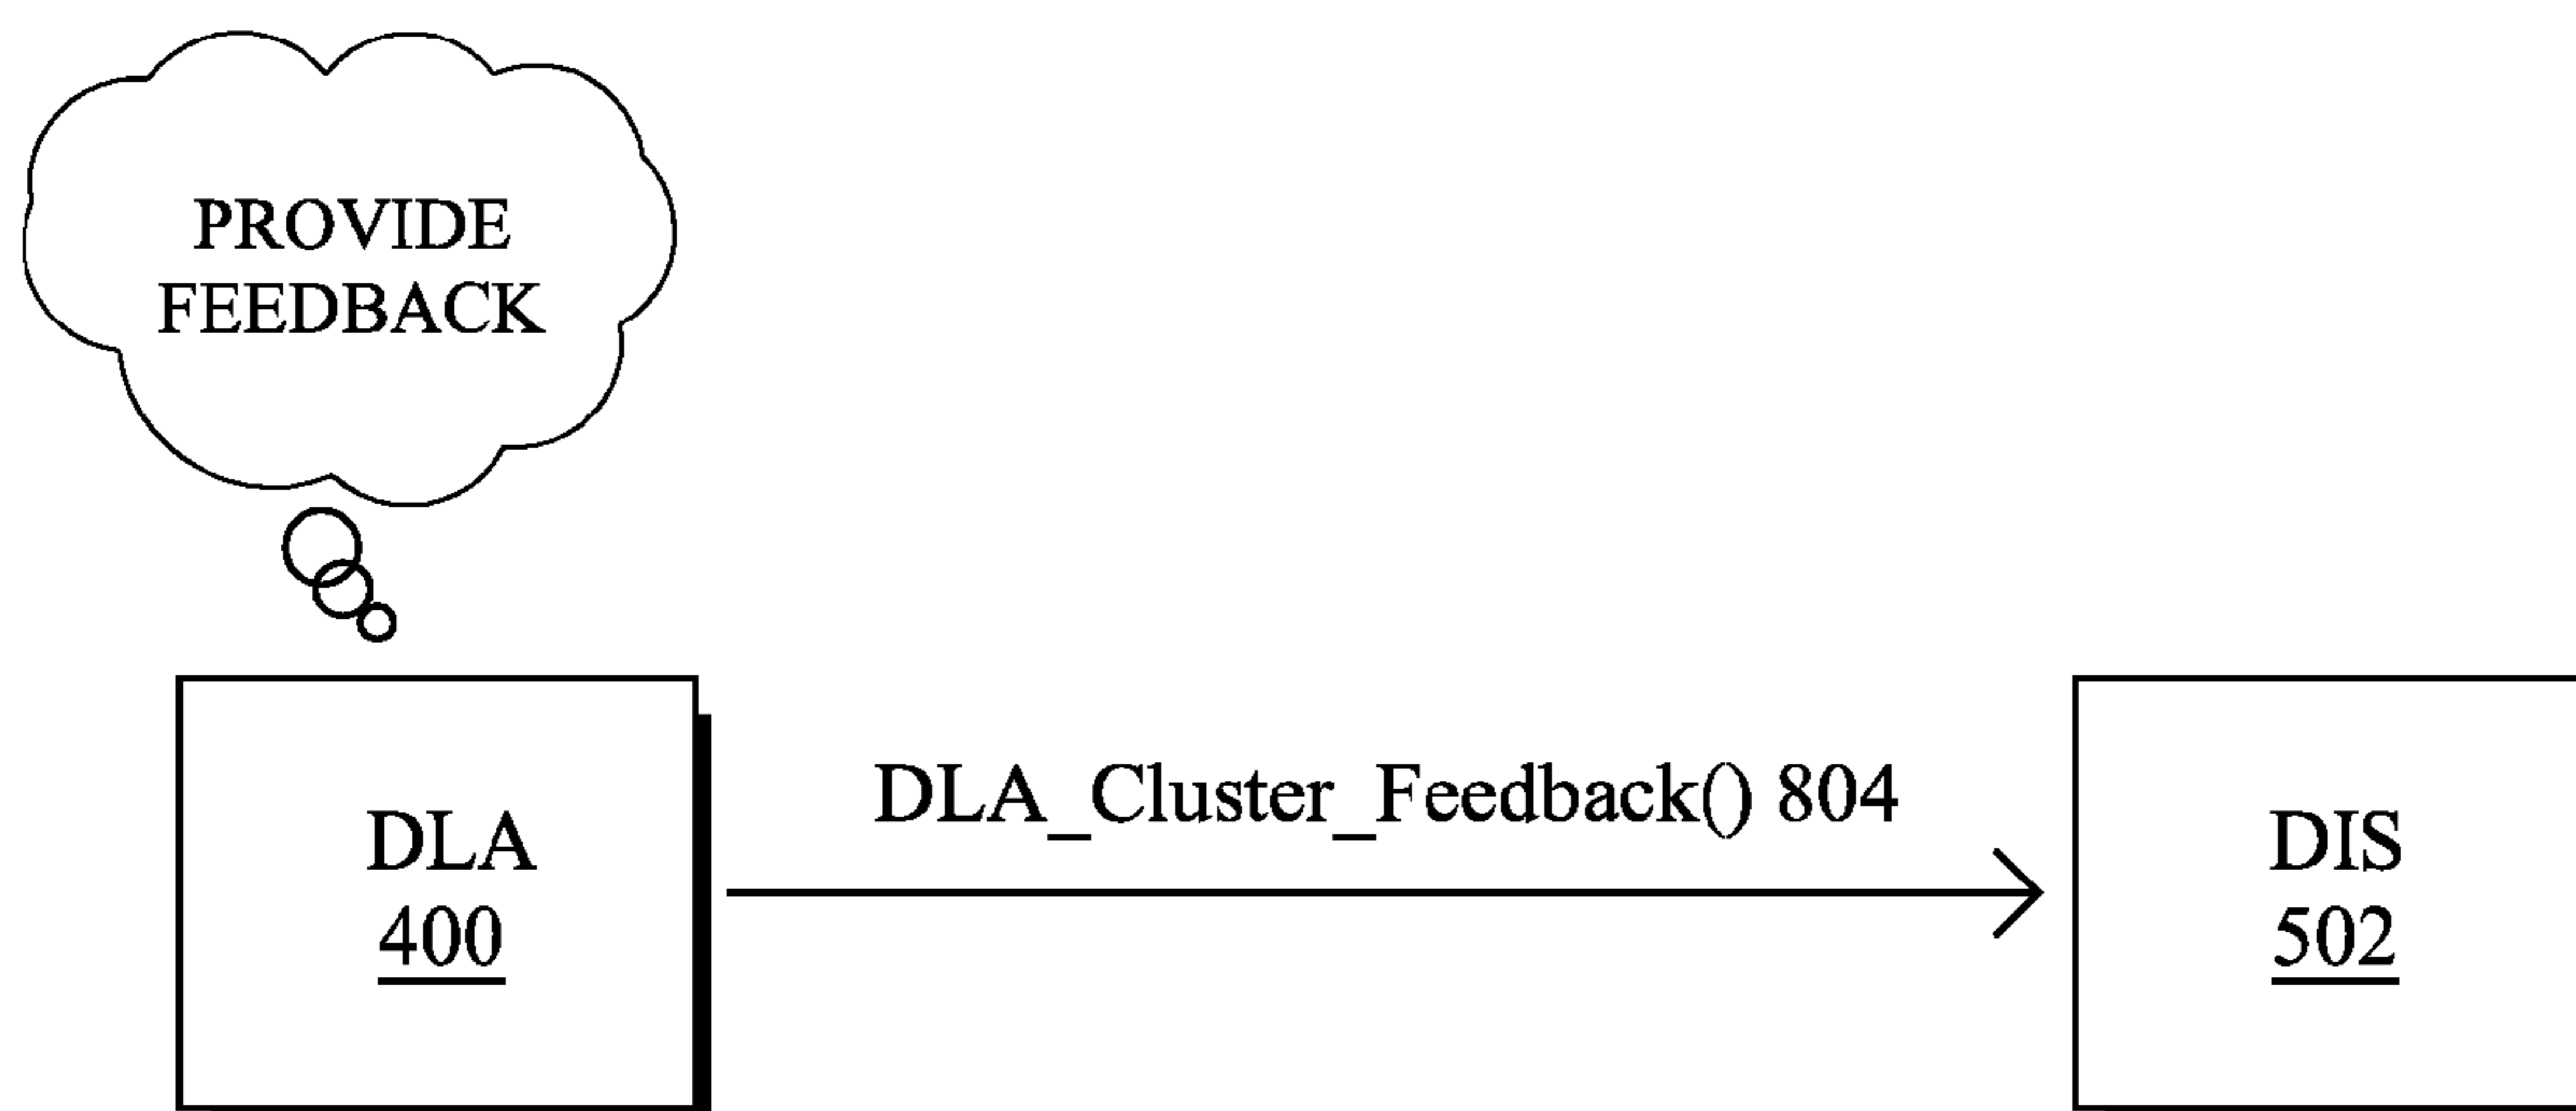 PROVIDE
FEEDBACK
DLA_Cluster_Feedback() 804
DLA
400
DIS
502